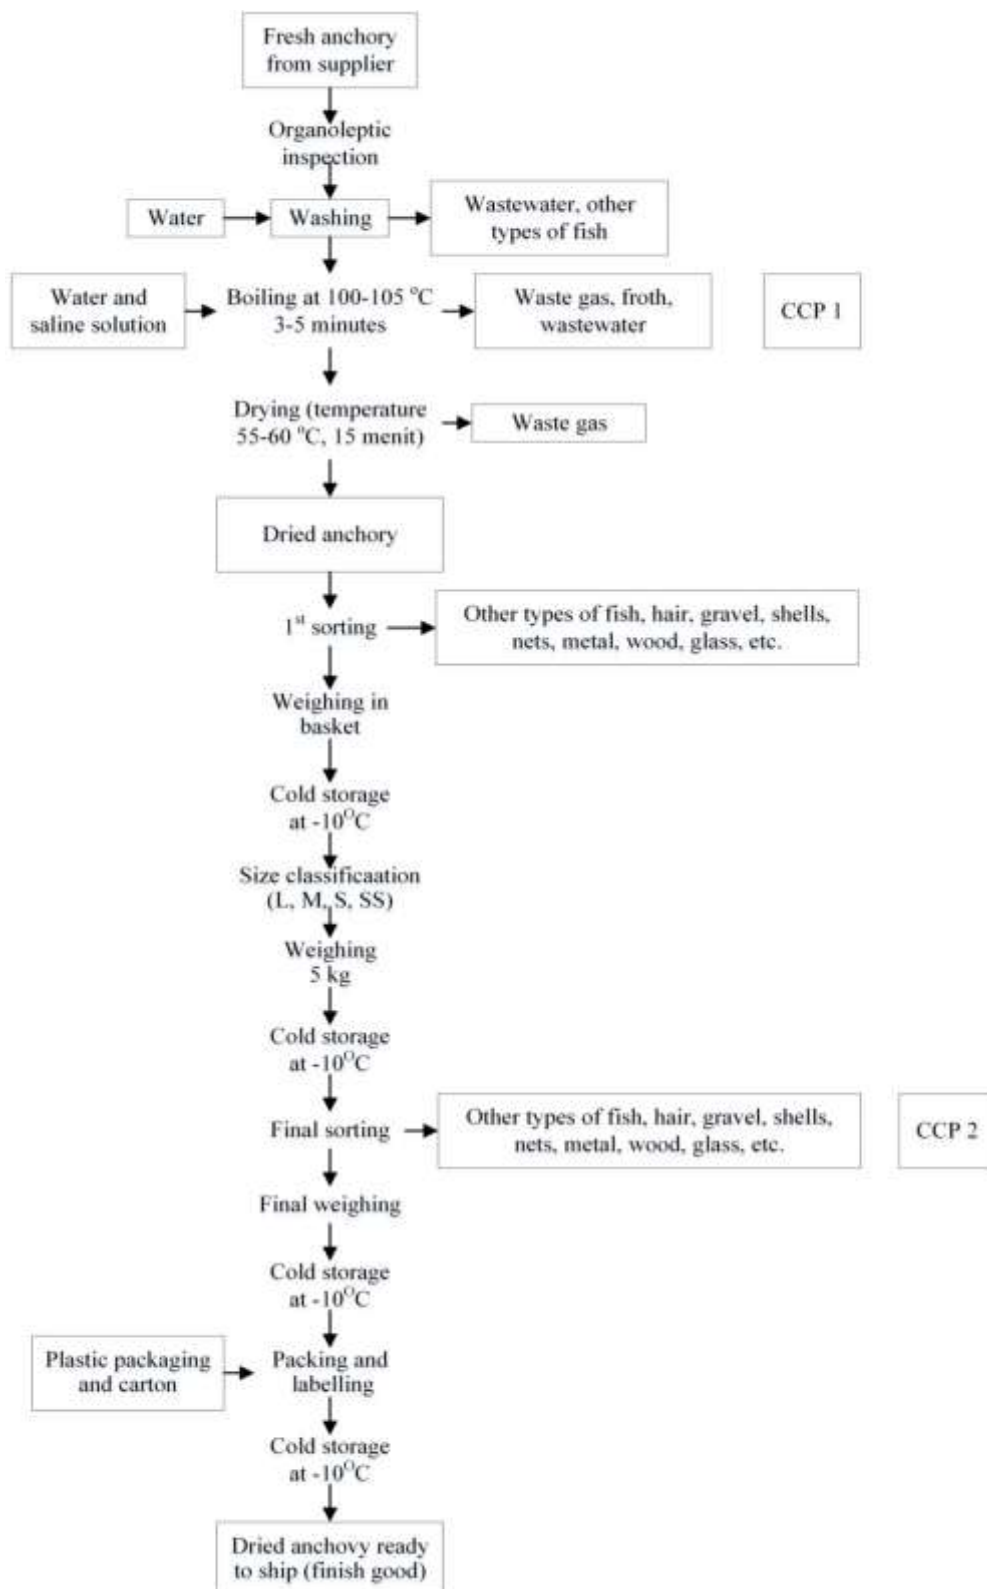 Fresh anchory
from supplier
Organoleptic
inspection
Water
Washing
Wastewater, other
types of fish
Water and
saline solution
Boiling at 100-105 °C
3-5 minutes
Waste gas, froth,
wastewater
CCP 1
Drying (temperature
55-60 °C, 15 menit)
Waste gas
Dried anchory
1st sorting
Other types of fish, hair, gravel, shells,
nets, metal, wood, glass, etc.
Weighing in
basket
Cold storage
at -10OC
Size classificaation
(L, M, S, SS)
Weighing
5 kg
Cold storage
at -10OC
Final sorting
Other types of fish, hair, gravel, shells,
nets, metal, wood, glass, etc.
CCP 2
Final weighing
Cold storage
at -10OC
Plastic packaging
and carton
Packing and
labelling
Cold storage
at -10OC
Dried anchovy ready
to ship (finish good)